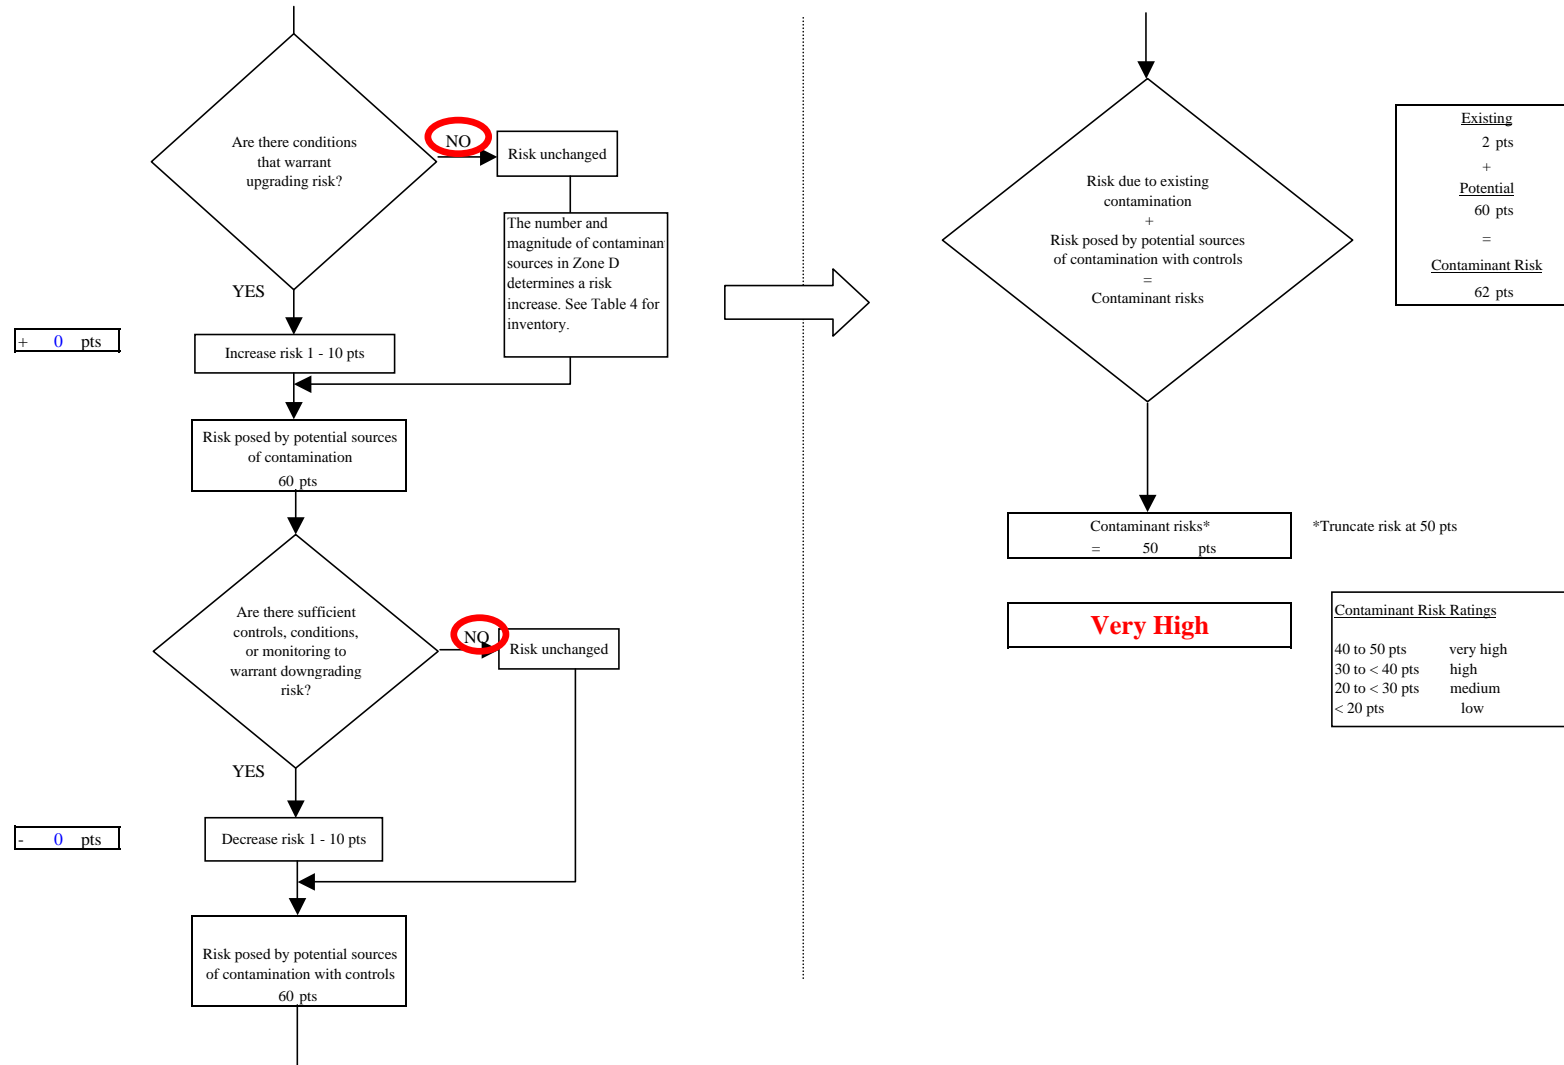 Are there conditions
that warrant
upgrading risk?
NO
Risk unchanged
The number and
magnitude of contaminan
sources in Zone D
determines a risk
increase. See Table 4 for
inventory.
YES
+ 0 pts
Increase risk 1 - 10 pts
Risk posed by potential sources
of contamination
60 pts
Are there sufficient
controls, conditions,
or monitoring to
warrant downgrading
risk?
NO
Risk unchanged
YES
- 0 pts
Decrease risk 1 - 10 pts
Risk posed by potential sources
of contamination with controls
60 pts
Risk due to existing
contamination
+
Risk posed by potential sources
of contamination with controls
=
Contaminant risks
Existing
2 pts
+
Potential
60 pts
=
Contaminant Risk
62 pts
Contaminant risks*
= 50 pts
*Truncate risk at 50 pts
Very High
Contaminant Risk Ratings
40 to 50 pts very high
30 to < 40 pts high
20 to < 30 pts medium
< 20 pts low